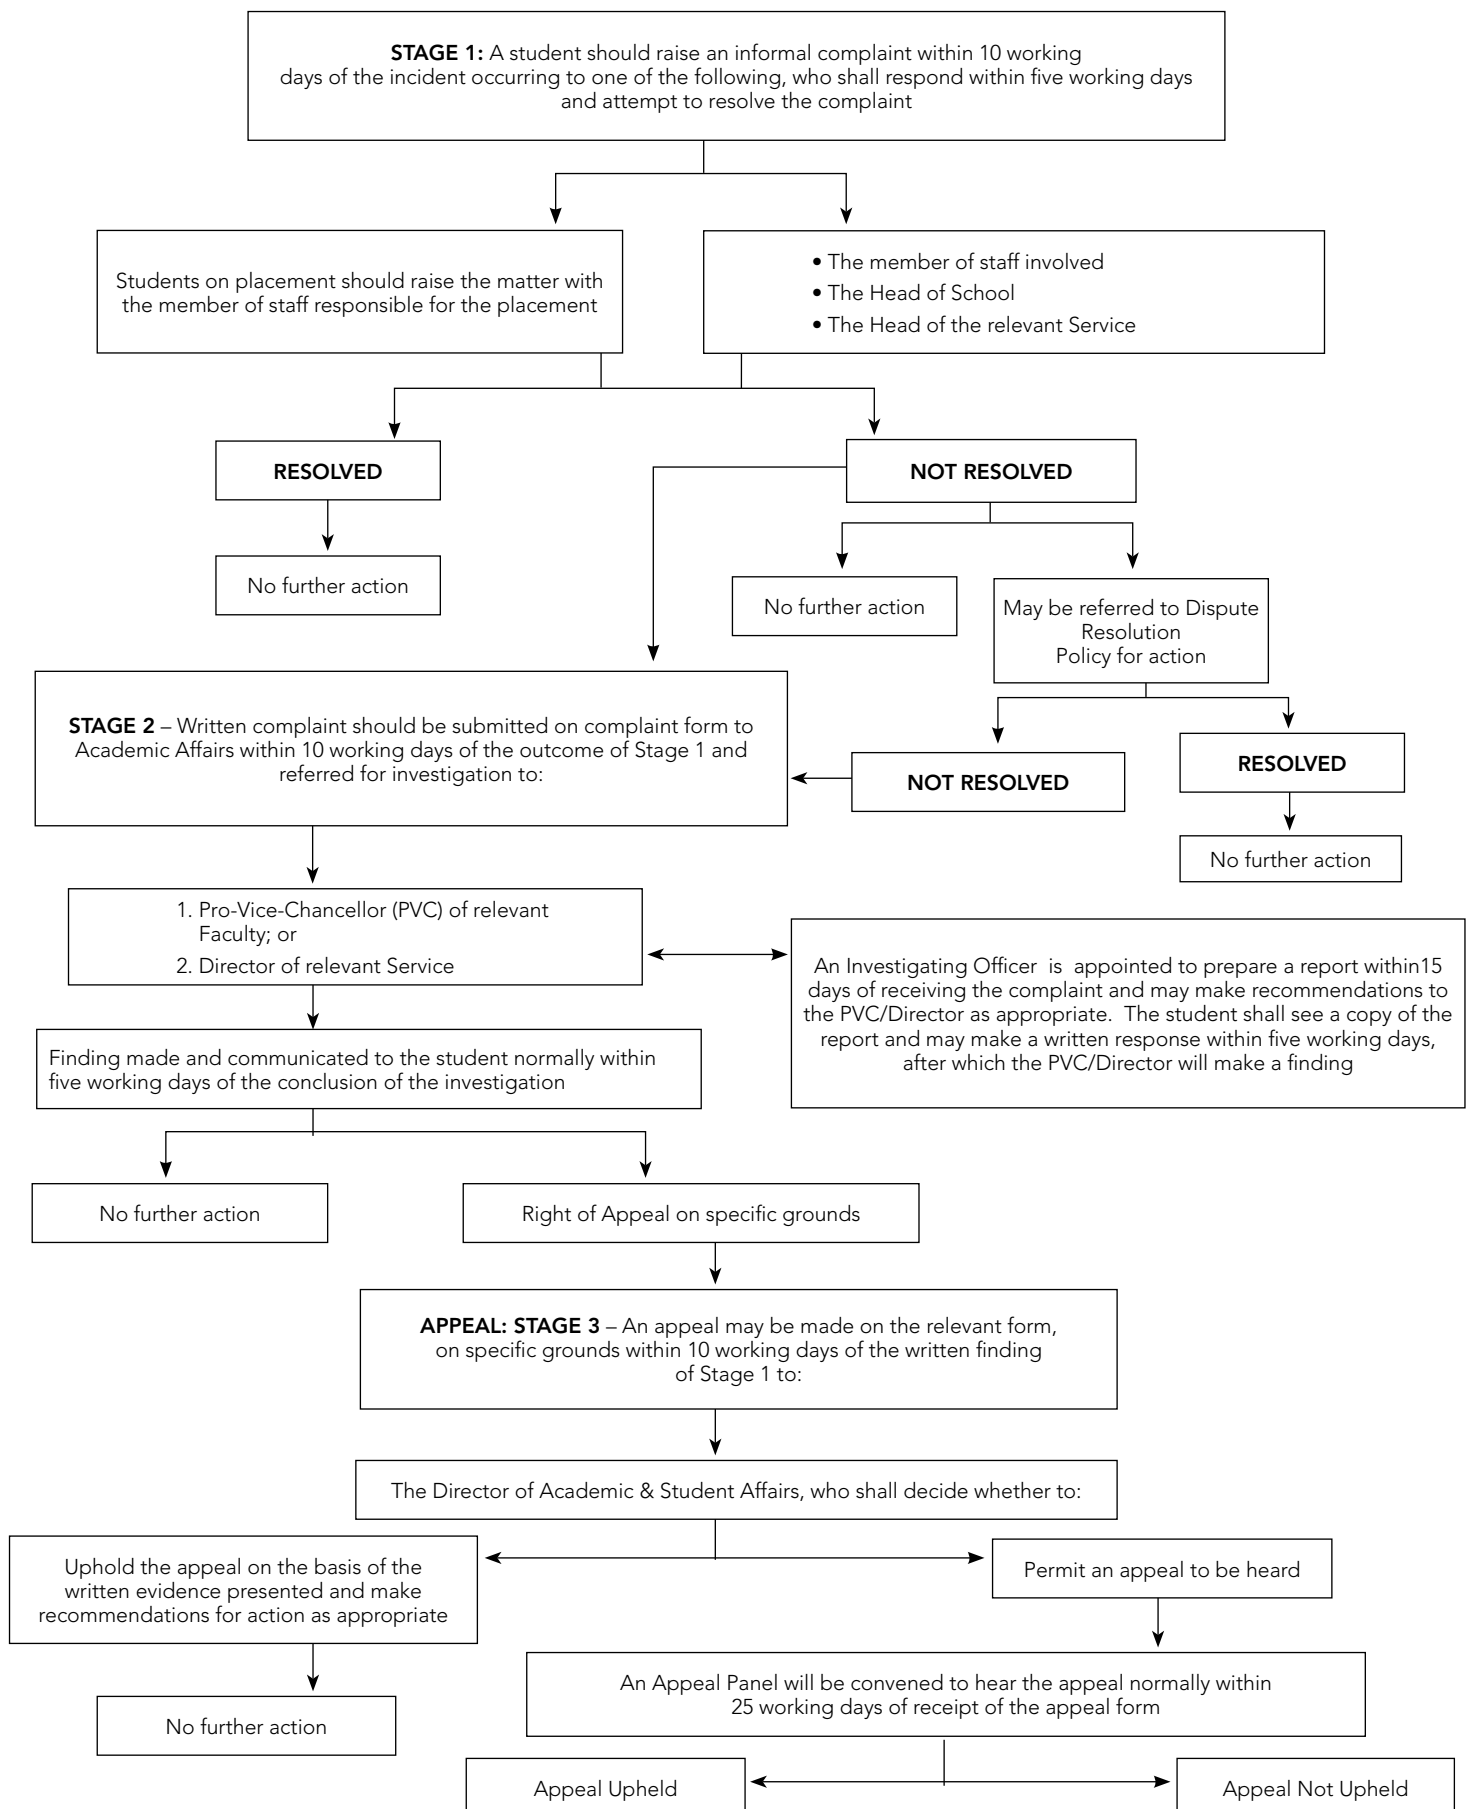 STAGE 1: A student should raise an informal complaint within 10 working
days of the incident occurring to one of the following, who shall respond within five working days
and attempt to resolve the complaint
Students on placement should raise the matter with
the member of staff responsible for the placement
• The member of staff involved
• The Head of School
• The Head of the relevant Service
RESOLVED
NOT RESOLVED
No further action
No further action
May be referred to Dispute
Resolution
Policy for action
STAGE 2 – Written complaint should be submitted on complaint form to
Academic Affairs within 10 working days of the outcome of Stage 1 and
referred for investigation to:
NOT RESOLVED
RESOLVED
No further action
1. Pro-Vice-Chancellor (PVC) of relevant
Faculty; or
2. Director of relevant Service
An Investigating Officer is appointed to prepare a report within15
days of receiving the complaint and may make recommendations to
the PVC/Director as appropriate. The student shall see a copy of the
report and may make a written response within five working days,
after which the PVC/Director will make a finding
Finding made and communicated to the student normally within
five working days of the conclusion of the investigation
No further action
Right of Appeal on specific grounds
APPEAL: STAGE 3 – An appeal may be made on the relevant form,
on specific grounds within 10 working days of the written finding
of Stage 1 to:
The Director of Academic & Student Affairs, who shall decide whether to:
Uphold the appeal on the basis of the
written evidence presented and make
recommendations for action as appropriate
Permit an appeal to be heard
No further action
An Appeal Panel will be convened to hear the appeal normally within
25 working days of receipt of the appeal form
Appeal Upheld
Appeal Not Upheld